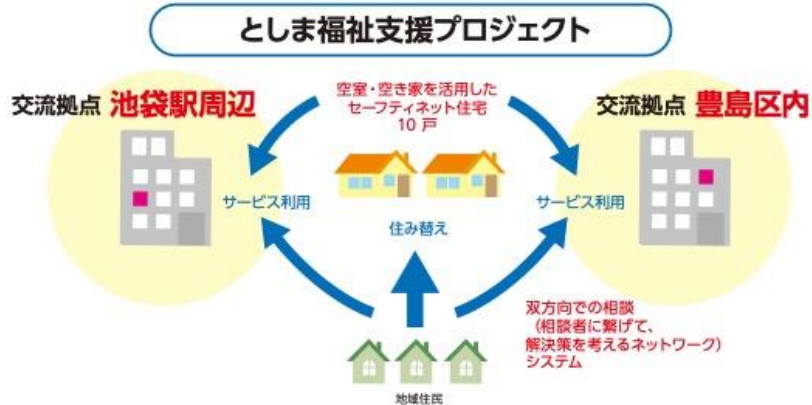 としま福祉支援プロジェクト
交流拠点 池袋駅周辺
空室・空き家を活用した
セーフティネット住宅
10 戸
交流拠点 豊島区内
サービス利用
サービス利用
住み替え
双方向での相談
（相談者に繋げて、
解決策を考えるネットワーク）
システム
地域住民